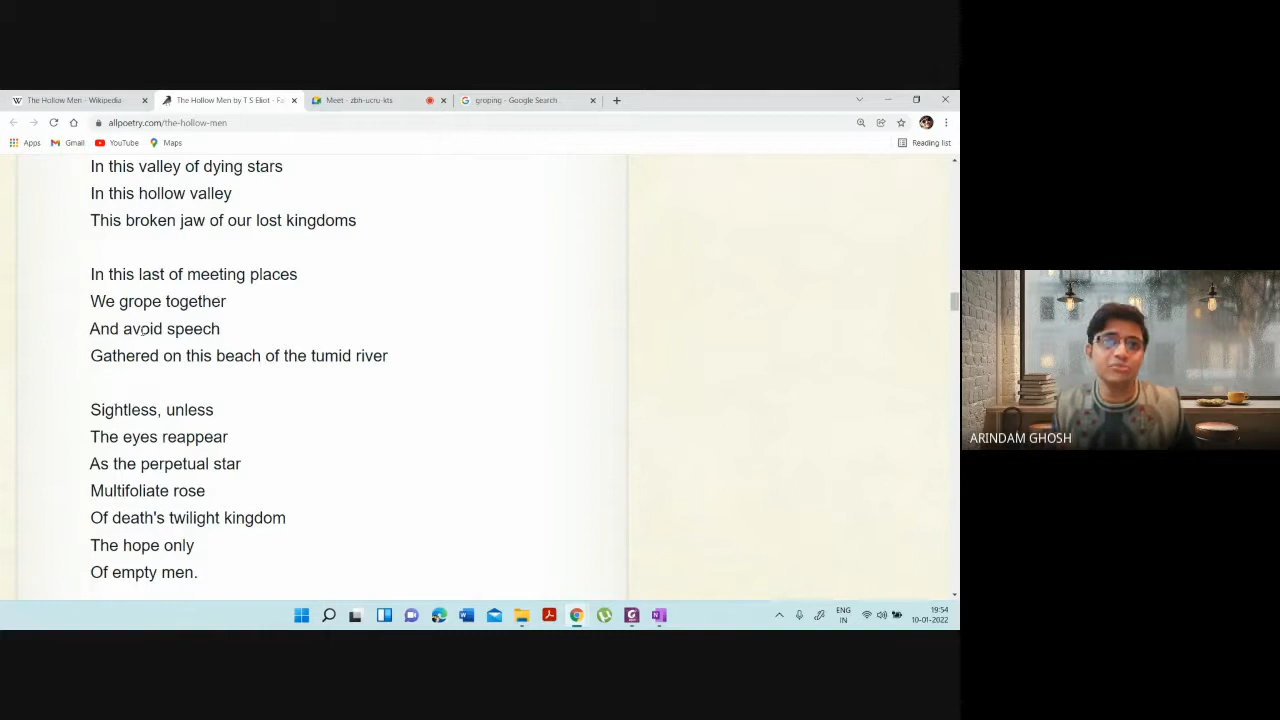 The Hollow Men - Wikipedia
The Hollow Men by T S Eliot - Fa
Meet - zbh-ucru-kts
groping - Google Search
allpoetry.com/the-hollow-men
Apps
Gmail
YouTube
Maps
Reading list
In this valley of dying stars
In this hollow valley
This broken jaw of our lost kingdoms
In this last of meeting places
We grope together
And avoid speech
Gathered on this beach of the tumid river
Sightless, unless
The eyes reappear
As the perpetual star
Multifoliate rose
Of death's twilight kingdom
The hope only
Of empty men.
ARINDAM GHOSH
ENG
IN
19:54
10-01-2022